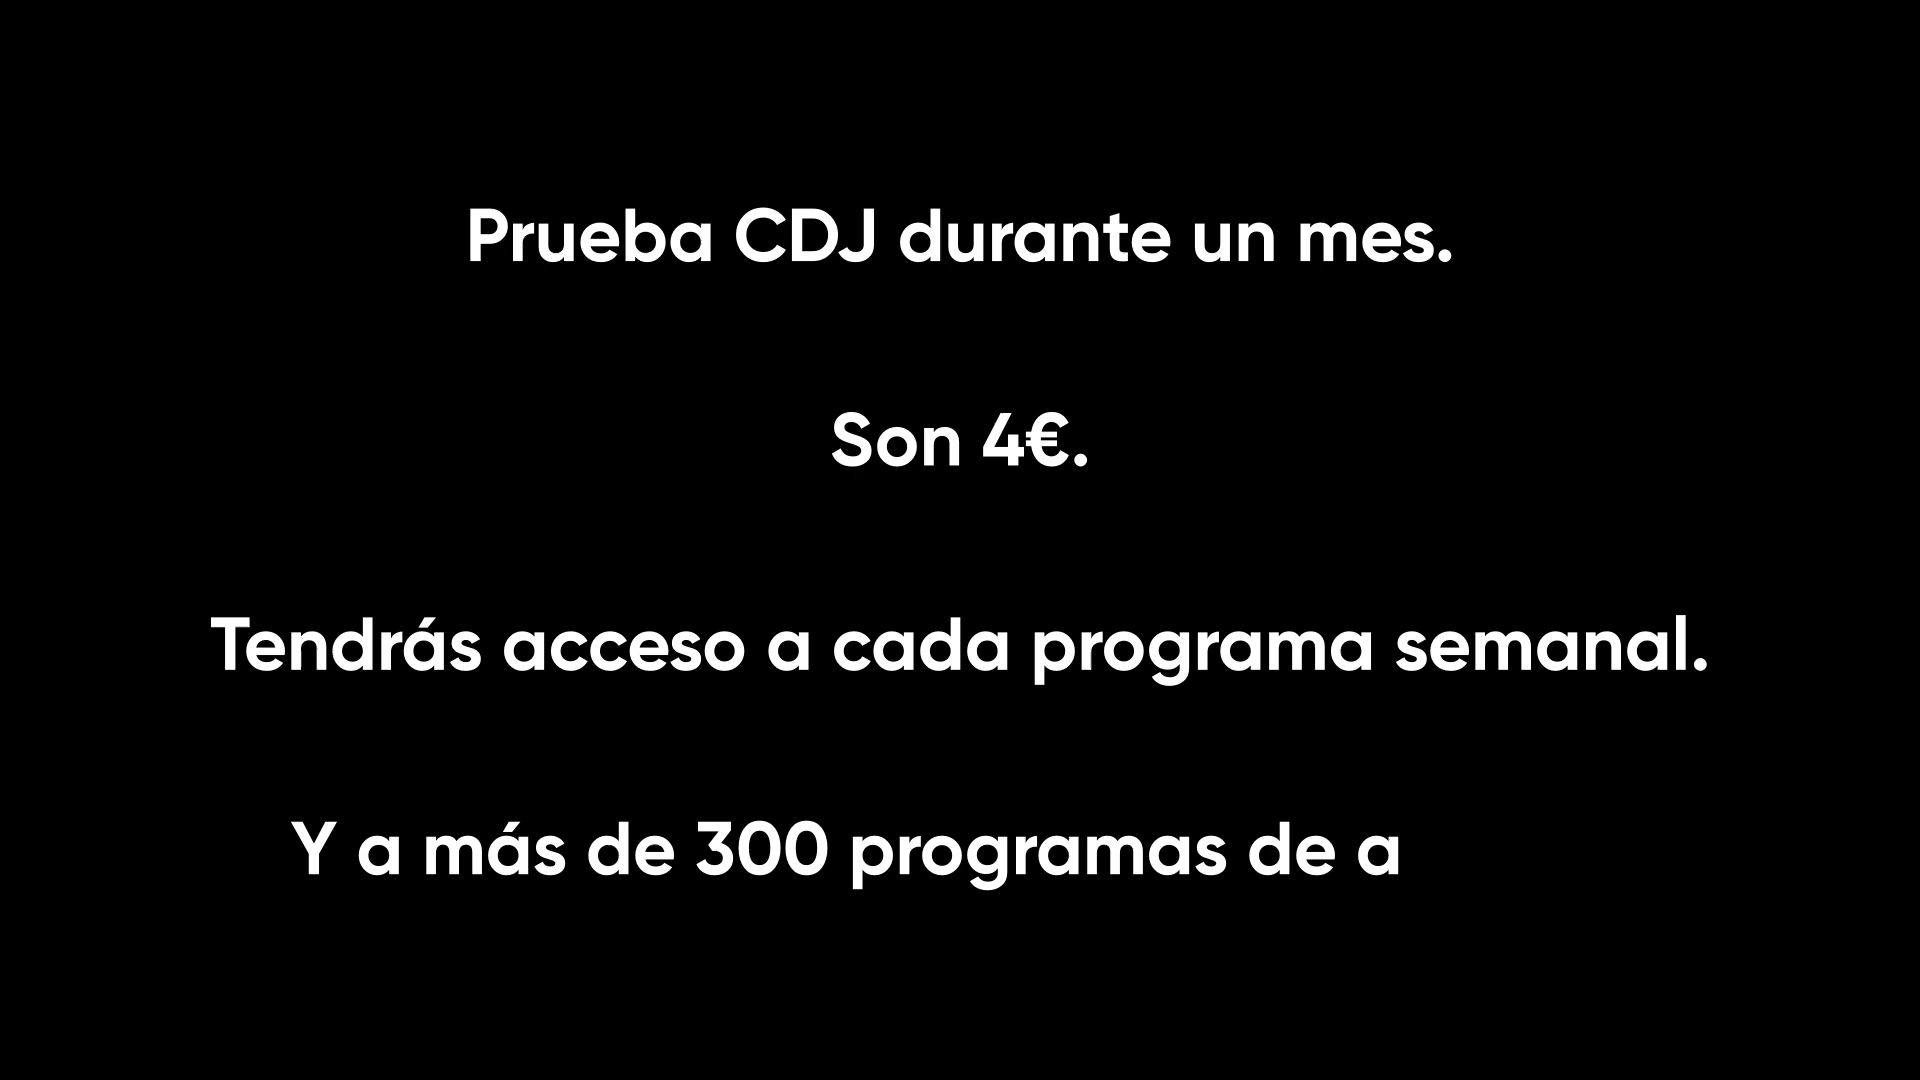 Prueba CDJ durante un mes.
Son 4€.
Tendrás acceso a cada programa semanal.
Y a más de 300 programas de a